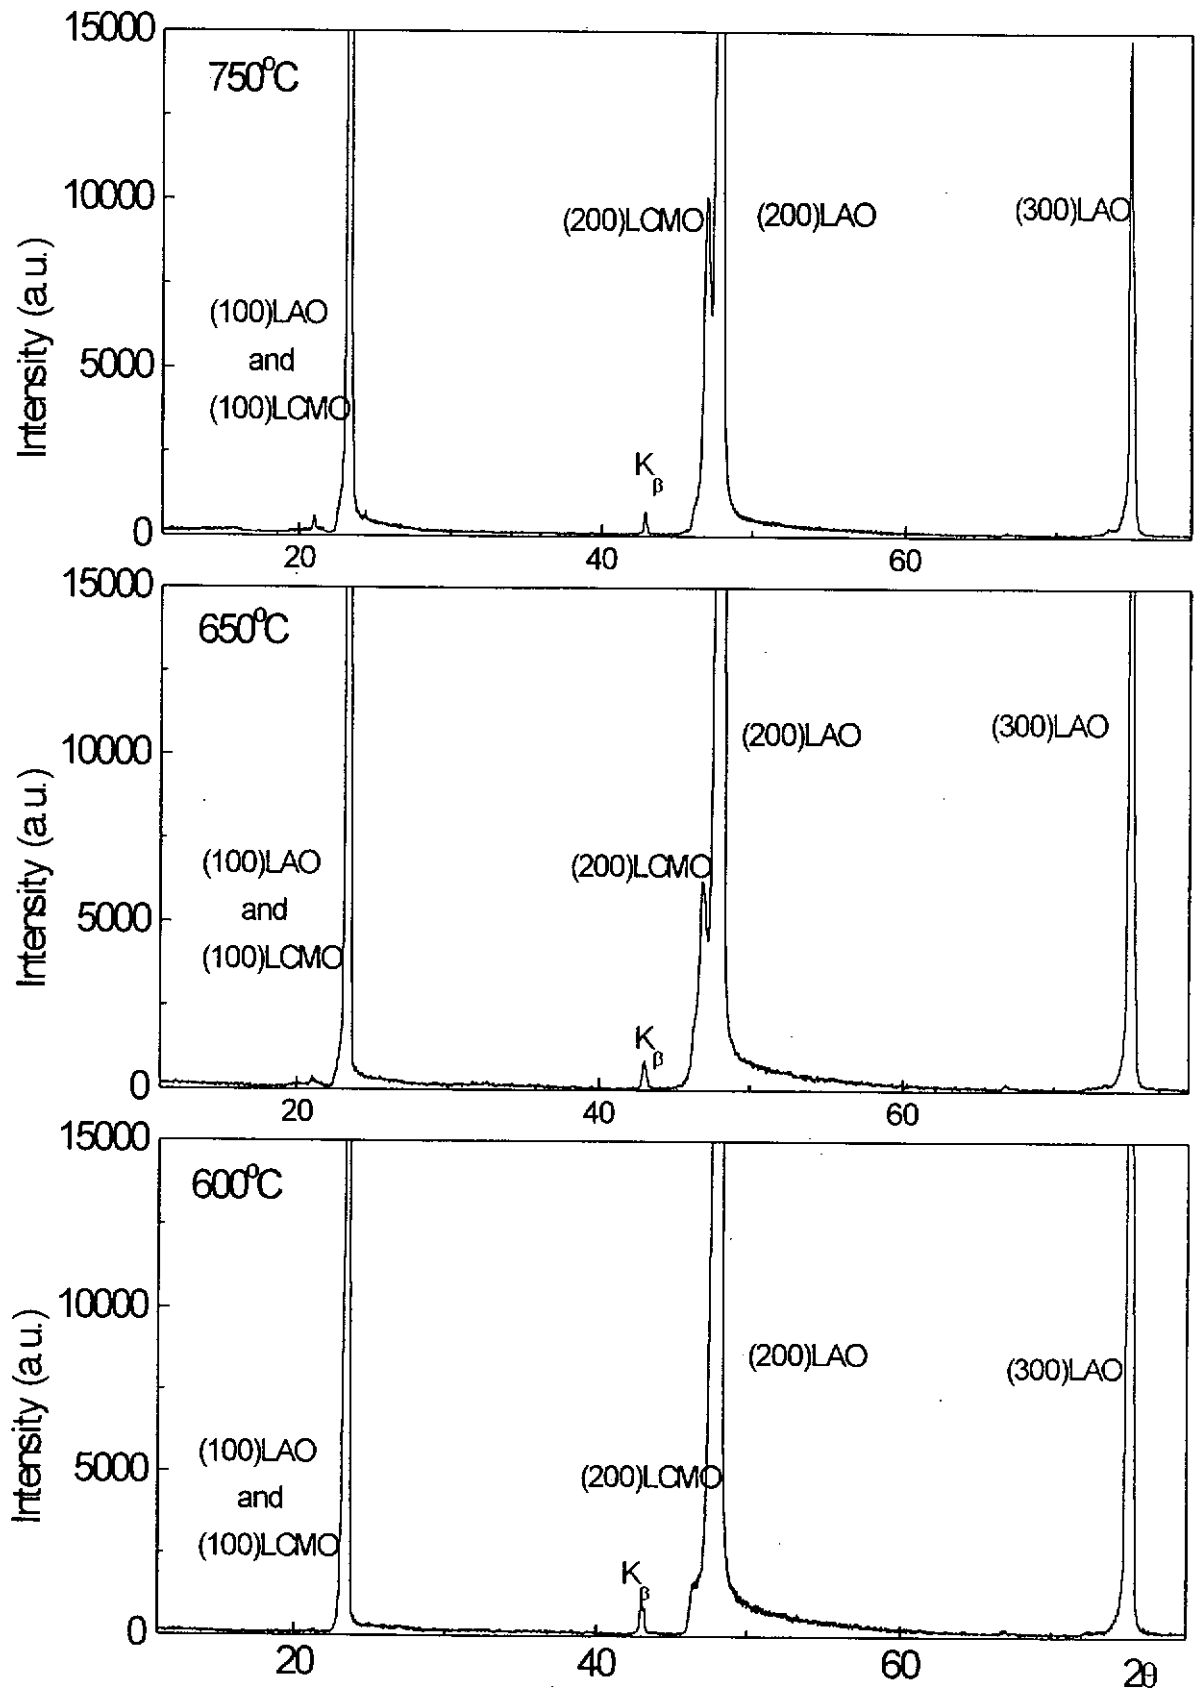 15000
750°C
10000
(200)LCMO
(200)LAO
(300)LAO
Intensity (a.u.)
(100)LAO
and
(100)LCMO
5000
Kβ
0
20
40
60
15000
650°C
10000
(200)LAO
(300)LAO
Intensity (a.u.)
(100)LAO
and
(100)LCMO
(200)LCMO
5000
Kβ
0
20
40
60
15000
600°C
10000
(200)LAO
(300)LAO
Intensity (a.u.)
(100)LAO
and
(100)LCMO
(200)LCMO
5000
Kβ
0
20
40
60
2θ